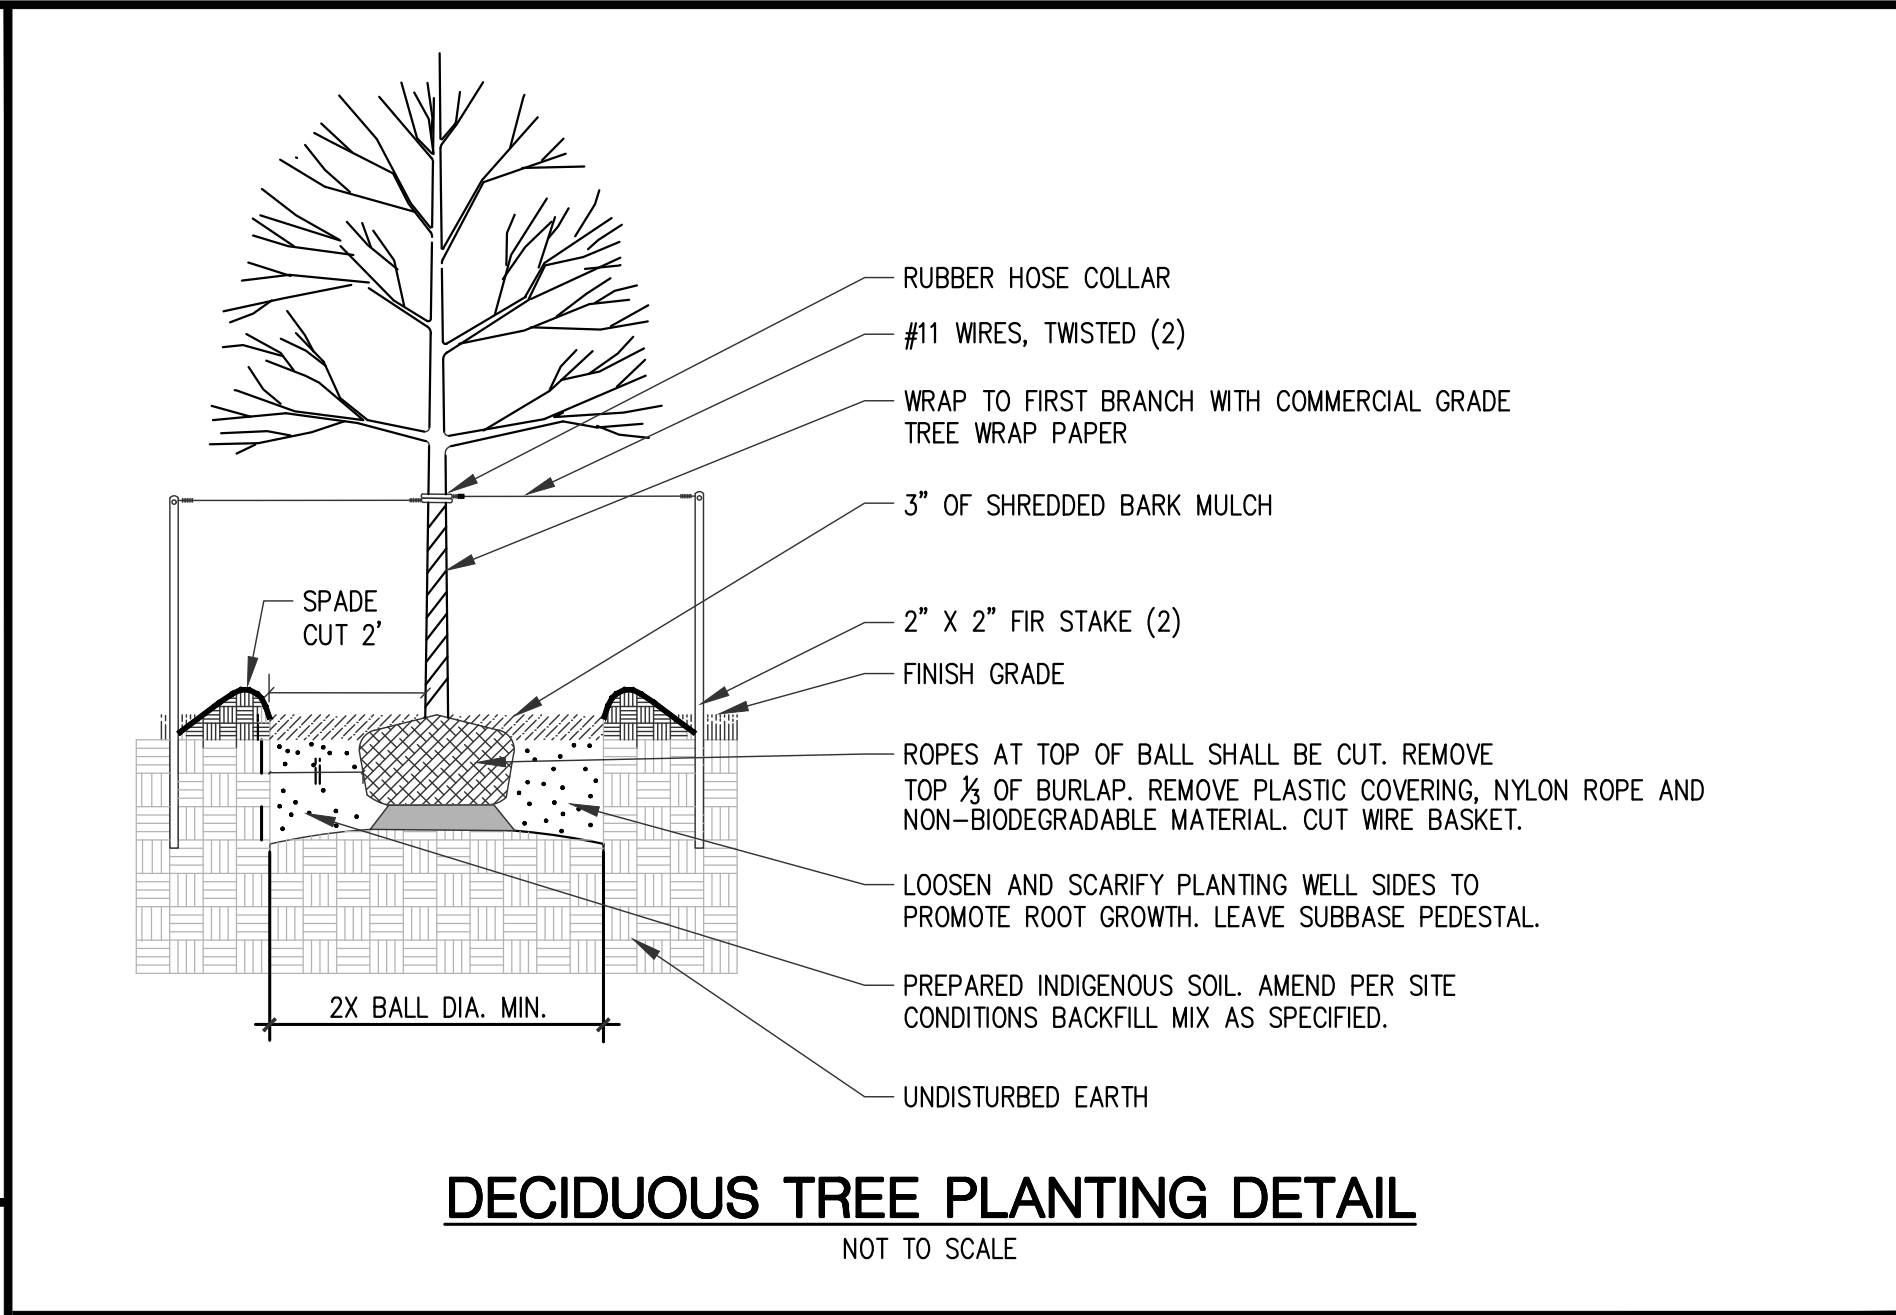 RUBBER HOSE COLLAR
#11 WIRES, TWISTED (2)
WRAP TO FIRST BRANCH WITH COMMERCIAL GRADE
TREE WRAP PAPER
3" OF SHREDDED BARK MULCH
SPADE
CUT 2'
2" X 2" FIR STAKE (2)
FINISH GRADE
ROPES AT TOP OF BALL SHALL BE CUT. REMOVE
TOP ⅓ OF BURLAP. REMOVE PLASTIC COVERING, NYLON ROPE AND
NON-BIODEGRADABLE MATERIAL. CUT WIRE BASKET.
LOOSEN AND SCARIFY PLANTING WELL SIDES TO
PROMOTE ROOT GROWTH. LEAVE SUBBASE PEDESTAL.
PREPARED INDIGENOUS SOIL. AMEND PER SITE
CONDITIONS BACKFILL MIX AS SPECIFIED.
2X BALL DIA. MIN.
UNDISTURBED EARTH
DECIDUOUS TREE PLANTING DETAIL
NOT TO SCALE